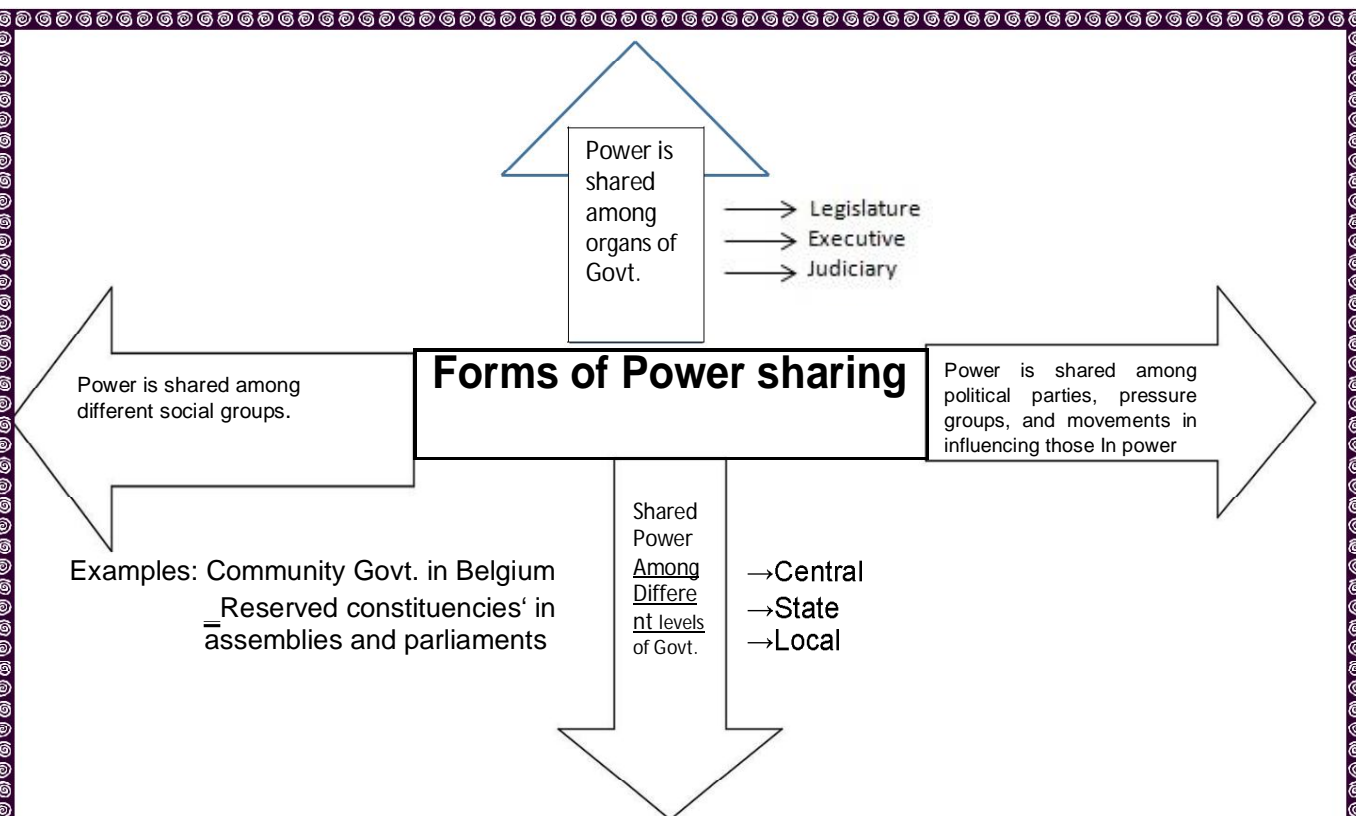 Power is
shared
among
organs of
Govt.
Legislature
Executive
Judiciary
Forms of Power sharing
Power is shared among
different social groups.
Power is shared among
political parties, pressure
groups, and movements in
influencing those In power
Shared
Power
Among
Differe
nt levels
of Govt.
→Central
→State
→Local
Examples: Community Govt. in Belgium
‗Reserved constituencies‘ in
assemblies and parliaments